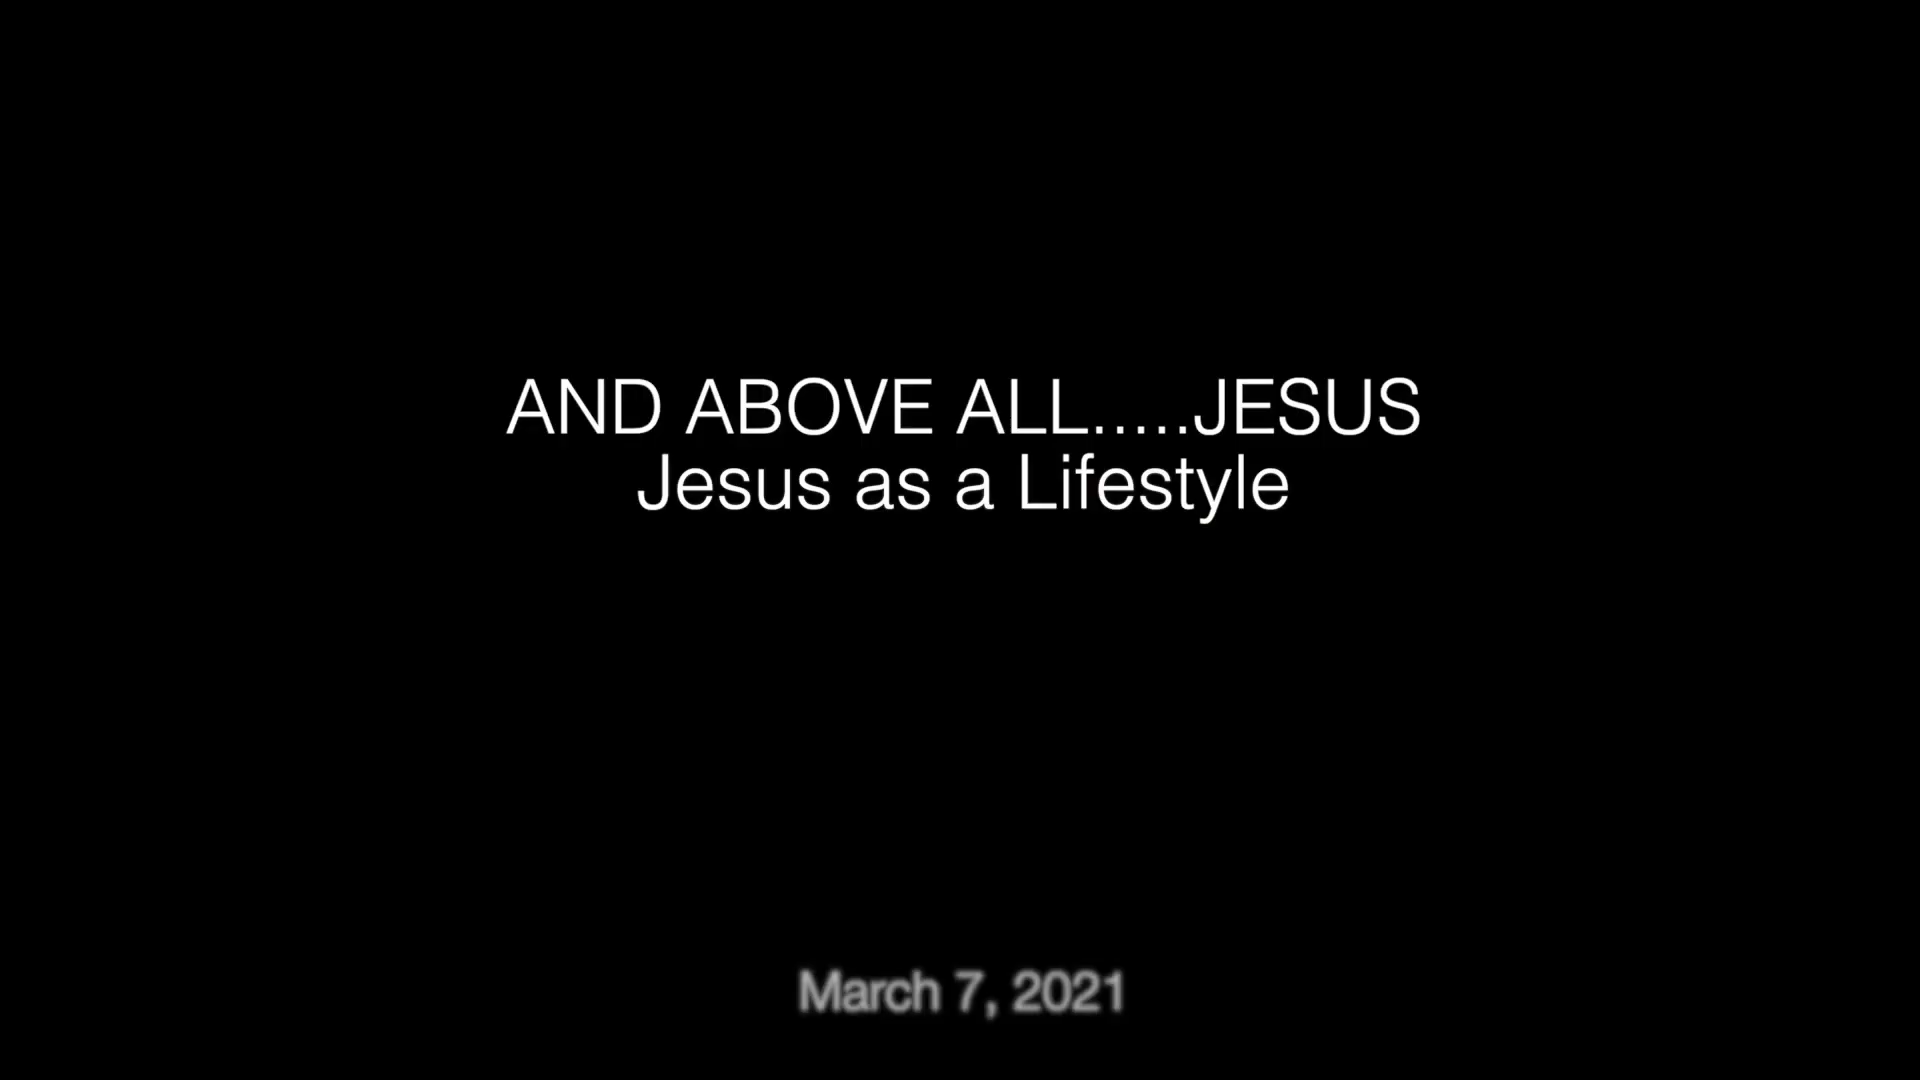 AND ABOVE ALL.....JESUS
Jesus as a Lifestyle
March 7, 2021